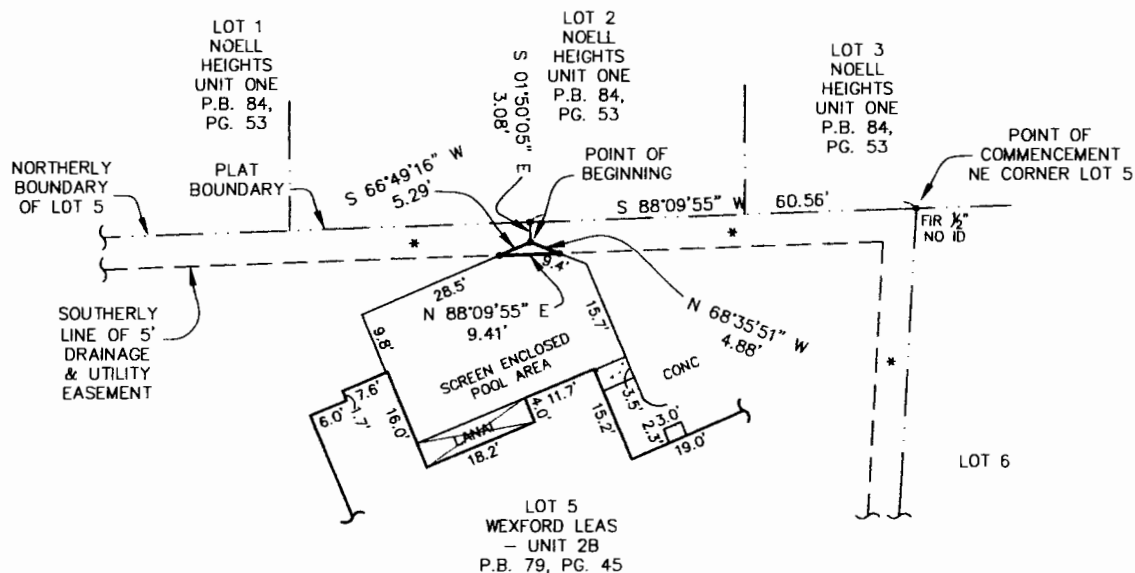 LOT 1
NOELL
HEIGHTS
UNIT ONE
P.B. 84,
PG. 53
LOT 2
NOELL
HEIGHTS
UNIT ONE
P.B. 84,
PG. 53
LOT 3
NOELL
HEIGHTS
UNIT ONE
P.B. 84,
PG. 53
POINT OF
COMMENCEMENT
NE CORNER LOT 5
S 01°50'05" E
3.08'
NORTHERLY
BOUNDARY
OF LOT 5
PLAT
BOUNDARY
S 66°49'16" W
5.29'
POINT OF
BEGINNING
S 88°09'55" W 60.56'
FIR ½"
NO ID
*
*
*
SOUTHERLY
LINE OF 5'
DRAINAGE
& UTILITY
EASEMENT
28.5'
9.4'
N 88°09'55" E
9.41'
N 68°35'51" W
4.88'
9.8'
15.7'
SCREEN ENCLOSED
POOL AREA
CONC
7.6'
6.0'
1.7'
16.0'
LANAI
18.2'
4.0'
11.7'
15.2'
3.5'
3.0'
2.3'
19.0'
LOT 6
LOT 5
WEXFORD LEAS
- UNIT 2B
P.B. 79, PG. 45